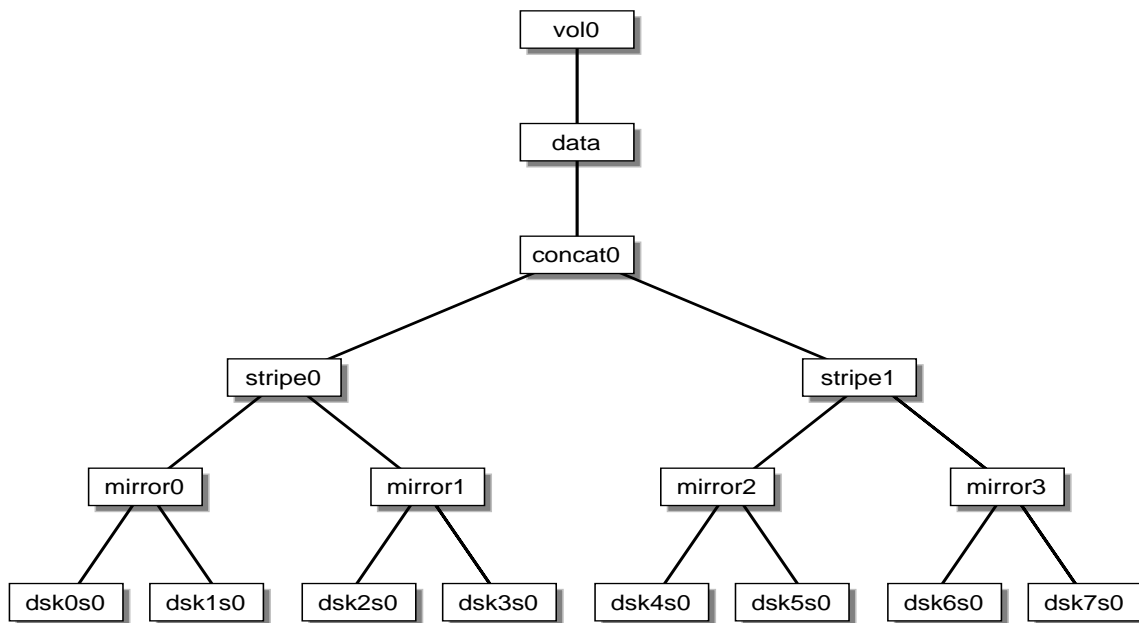 vol0
data
concat0
stripe0 stripe1
mirror0 mirror1 mirror2 mirror3
dsk0s0 dsk1s0 dsk2s0 dsk3s0 dsk4s0 dsk5s0 dsk6s0 dsk7s0